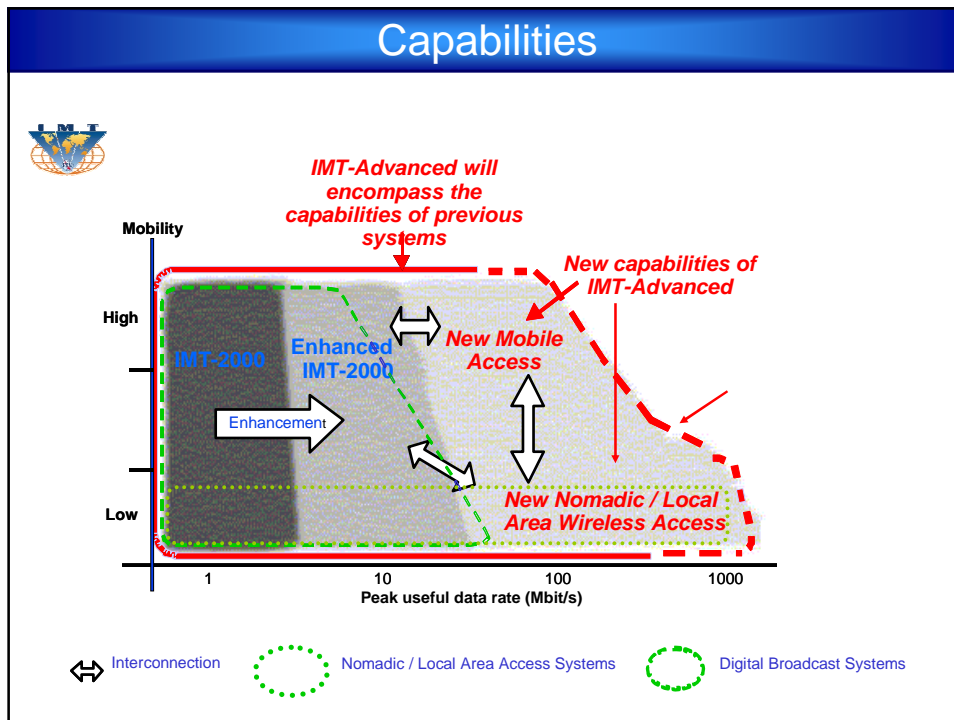 Capabilities
I M T
IMT-Advanced will
encompass the
capabilities of previous
systems
Mobility
New capabilities of
IMT-Advanced
High
New Mobile
Access
Enhanced
IMT-2000
IMT-2000
Enhancement
New Nomadic / Local
Area Wireless Access
Low
1 10 100 1000
Peak useful data rate (Mbit/s)
Interconnection
Nomadic / Local Area Access Systems
Digital Broadcast Systems